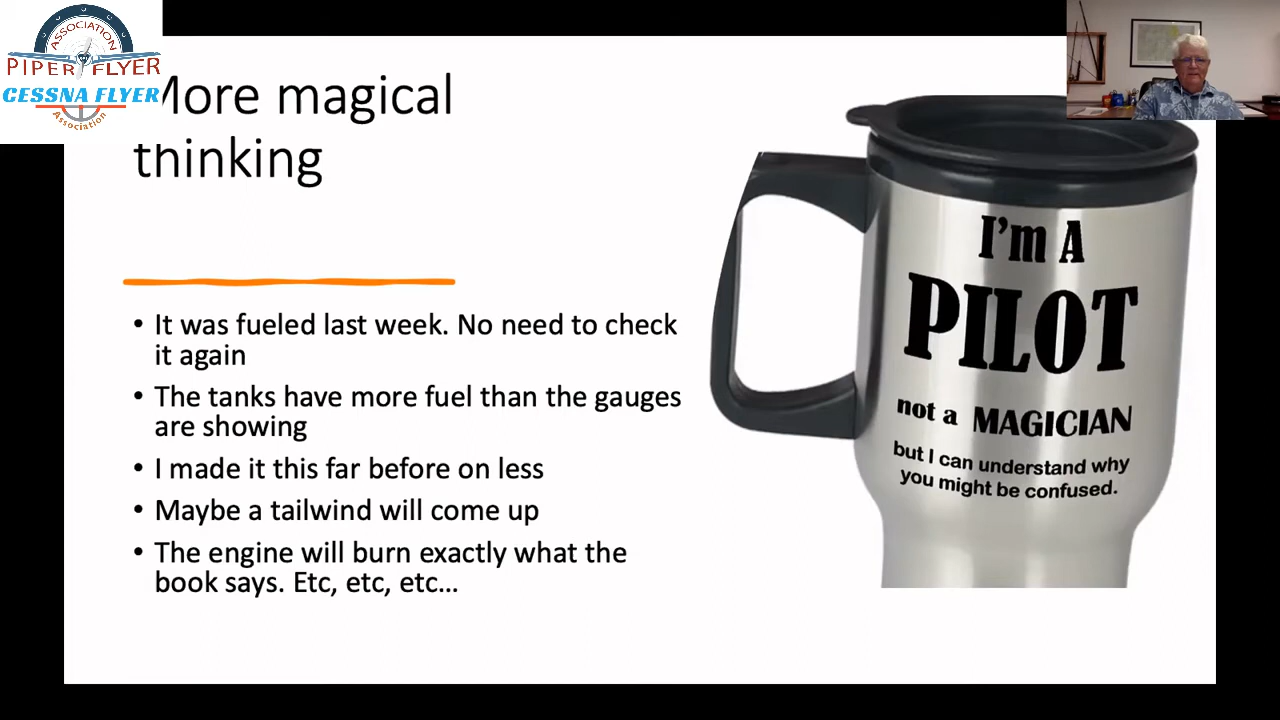 ASSOCIATION
PIPER FLYER
CESSNA FLYER
Association
More magical
thinking
• It was fueled last week. No need to check
it again
• The tanks have more fuel than the gauges
are showing
• I made it this far before on less
• Maybe a tailwind will come up
• The engine will burn exactly what the
book says. Etc, etc, etc…
I'm A
PILOT
not a MAGICIAN
but I can understand why
you might be confused.